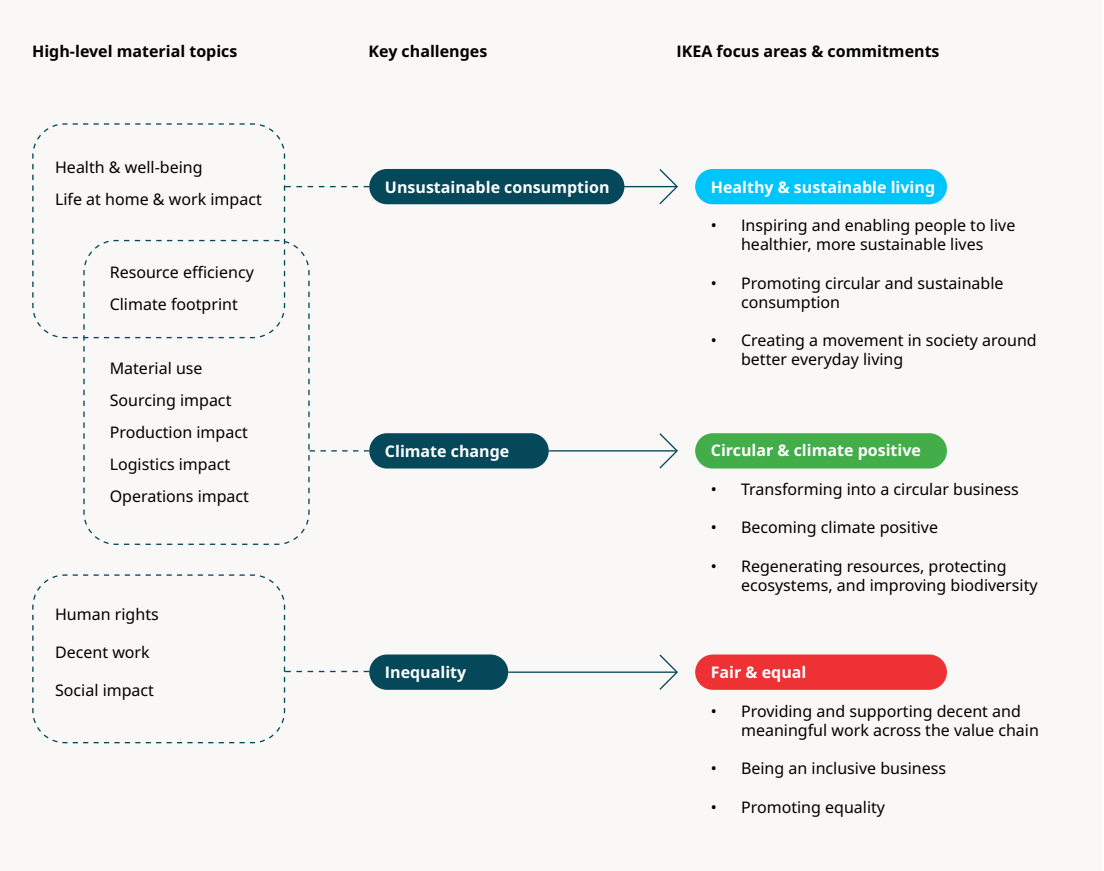 High-level material topics
Key challenges
IKEA focus areas & commitments
Health & well-being
Life at home & work impact
Resource efficiency
Climate footprint
Material use
Sourcing impact
Production impact
Logistics impact
Operations impact
Human rights
Decent work
Social impact
Unsustainable consumption
Climate change
Inequality
Healthy & sustainable living
• Inspiring and enabling people to live
healthier, more sustainable lives
• Promoting circular and sustainable
consumption
• Creating a movement in society around
better everyday living
Circular & climate positive
• Transforming into a circular business
• Becoming climate positive
• Regenerating resources, protecting
ecosystems, and improving biodiversity
Fair & equal
• Providing and supporting decent and
meaningful work across the value chain
• Being an inclusive business
• Promoting equality